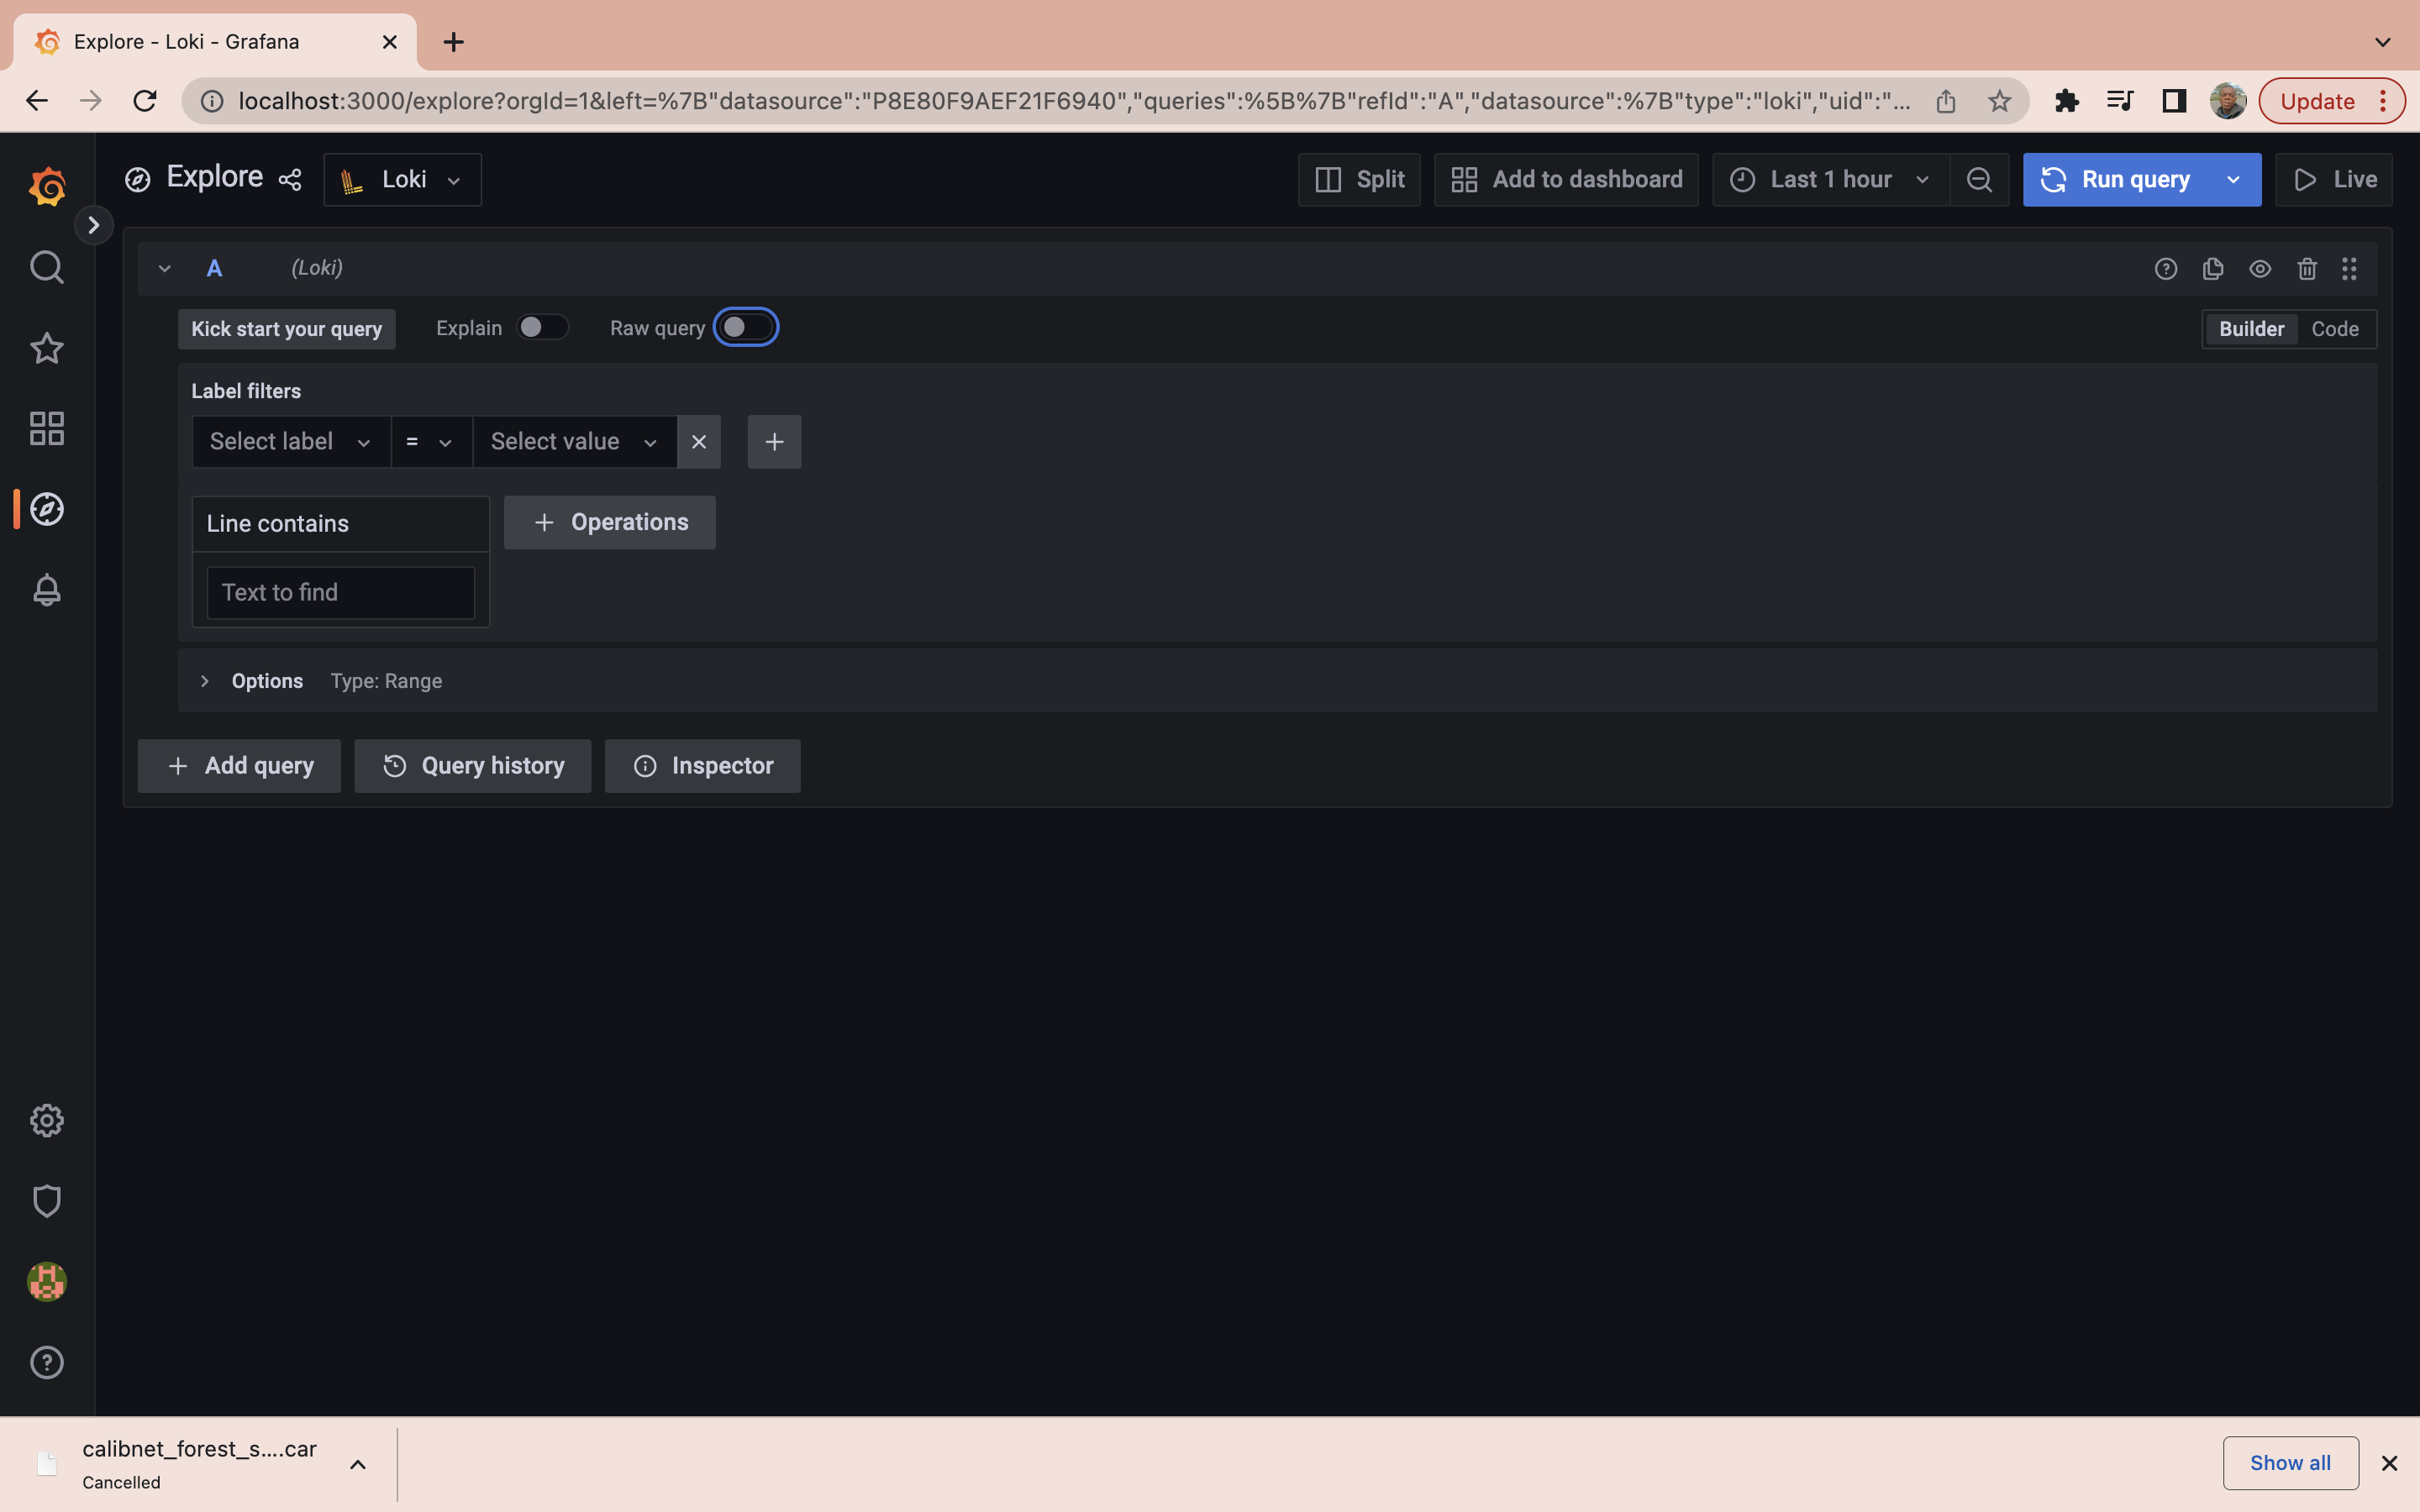 Explore - Loki - Grafana
localhost:3000/explore?orgId=1&left=%7B"datasource":"P8E80F9AEF21F6940","queries":%5B%7B"refId":"A","datasource":%7B"type":"loki","uid":"...
Update
Explore
Loki
Split
Add to dashboard
Last 1 hour
Run query
Live
A
(Loki)
Kick start your query
Explain
Raw query
Builder
Code
Label filters
Select label
=
Select value
Line contains
Operations
Text to find
Options
Type: Range
Add query
Query history
Inspector
calibnet_forest_s....car
Cancelled
Show all